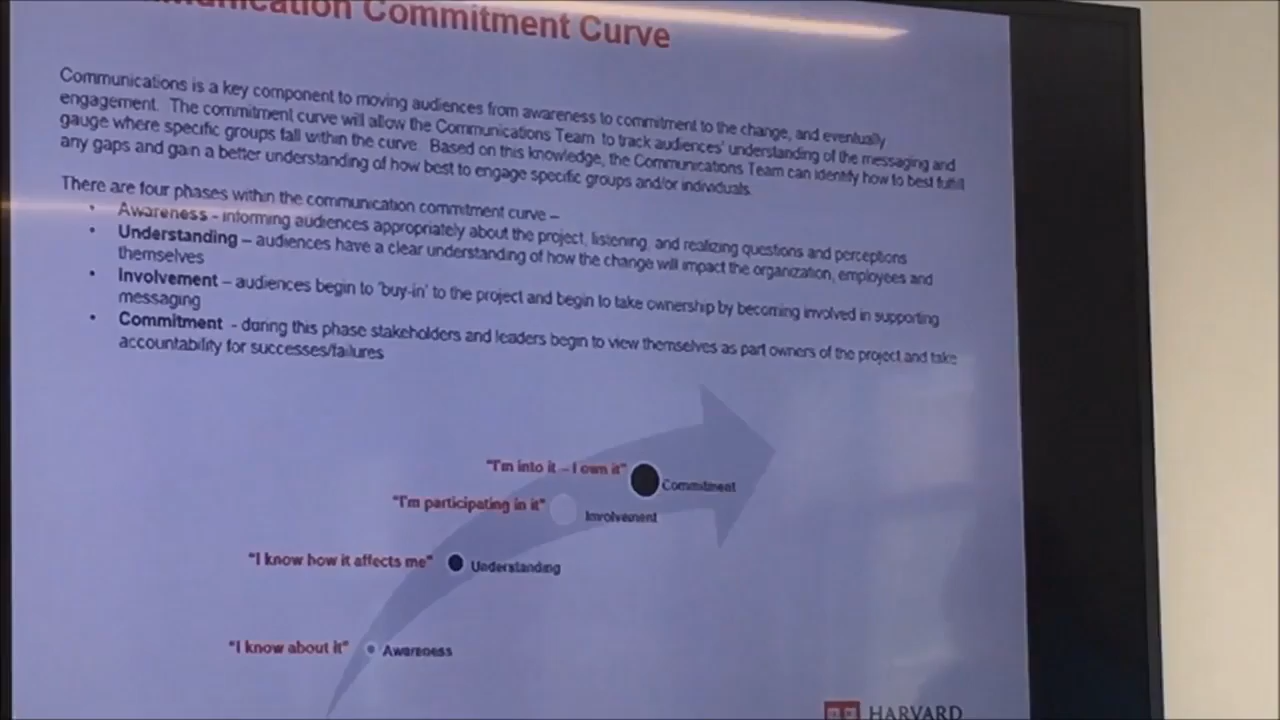 Communication Commitment Curve
Communications is a key component to moving audiences from awareness to commitment to the change, and eventually
engagement. The commitment curve will allow the Communications Team to track audiences' understanding of the messaging and
gauge where specific groups fall within the curve. Based on this knowledge, the Communications Team can identify how to best fulfill
any gaps and gain a better understanding of how best to engage specific groups and/or individuals.
There are four phases within the communication commitment curve –
• Awareness - informing audiences appropriately about the project, listening, and realizing questions and perceptions
• Understanding – audiences have a clear understanding of how the change will impact the organization, employees and
themselves
• Involvement – audiences begin to 'buy-in' to the project and begin to take ownership by becoming involved in supporting
messaging
• Commitment - during this phase stakeholders and leaders begin to view themselves as part owners of the project and take
accountability for successes/failures
"I'm into it – I own it" Commitment
"I'm participating in it" Involvement
"I know how it affects me" Understanding
"I know about it" Awareness
HARVARD